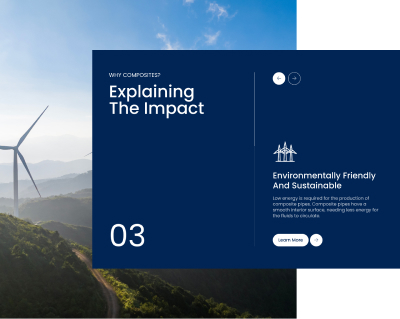 WHY COMPOSITES?
Explaining
The Impact
03
Environmentally Friendly
And Sustainable
Low energy is required for the production of
composite pipes. Composite pipes have a
smooth interior surface, needing less energy for
the fluids to circulate.
Learn More